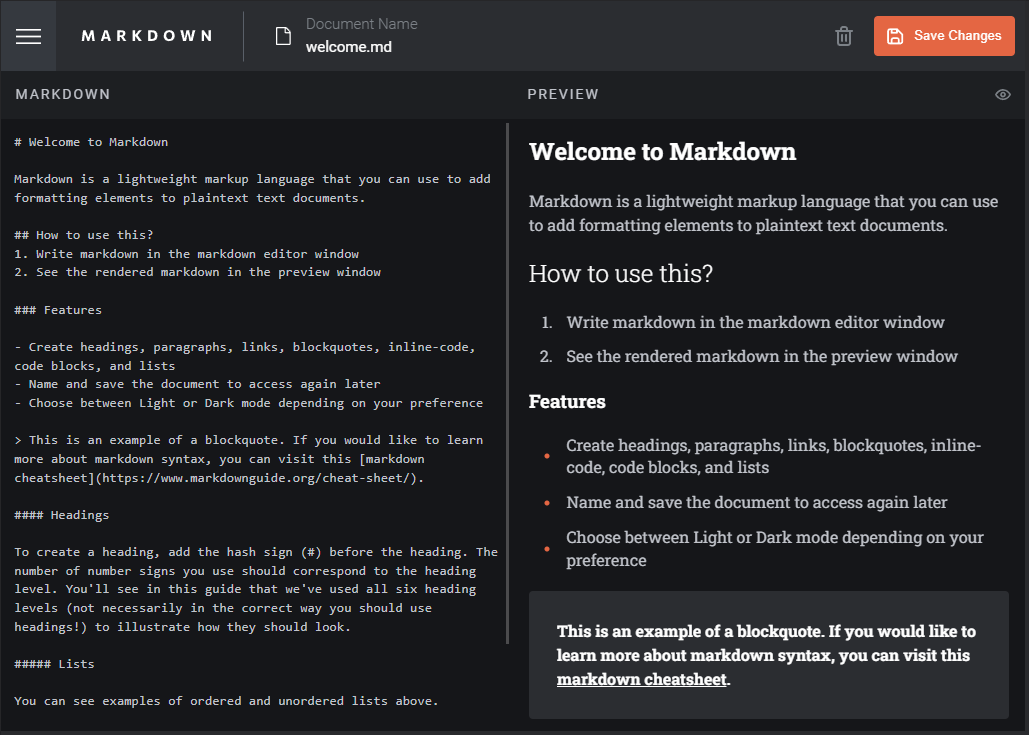 MARKDOWN
Document Name
welcome.md
Save Changes
MARKDOWN
# Welcome to Markdown
Markdown is a lightweight markup language that you can use to add
formatting elements to plaintext text documents.
## How to use this?
1. Write markdown in the markdown editor window
2. See the rendered markdown in the preview window
### Features
- Create headings, paragraphs, links, blockquotes, inline-code,
code blocks, and lists
- Name and save the document to access again later
- Choose between Light or Dark mode depending on your preference
> This is an example of a blockquote. If you would like to learn
more about markdown syntax, you can visit this [markdown
cheatsheet](https://www.markdownguide.org/cheat-sheet/).
#### Headings
To create a heading, add the hash sign (#) before the heading. The
number of number signs you use should correspond to the heading
level. You'll see in this guide that we've used all six heading
levels (not necessarily in the correct way you should use
headings!) to illustrate how they should look.
##### Lists
You can see examples of ordered and unordered lists above.
PREVIEW
Welcome to Markdown
Markdown is a lightweight markup language that you can use
to add formatting elements to plaintext text documents.
How to use this?
1. Write markdown in the markdown editor window
2. See the rendered markdown in the preview window
Features
• Create headings, paragraphs, links, blockquotes, inline-
code, code blocks, and lists
• Name and save the document to access again later
• Choose between Light or Dark mode depending on your
preference
This is an example of a blockquote. If you would like to
learn more about markdown syntax, you can visit this
markdown cheatsheet.